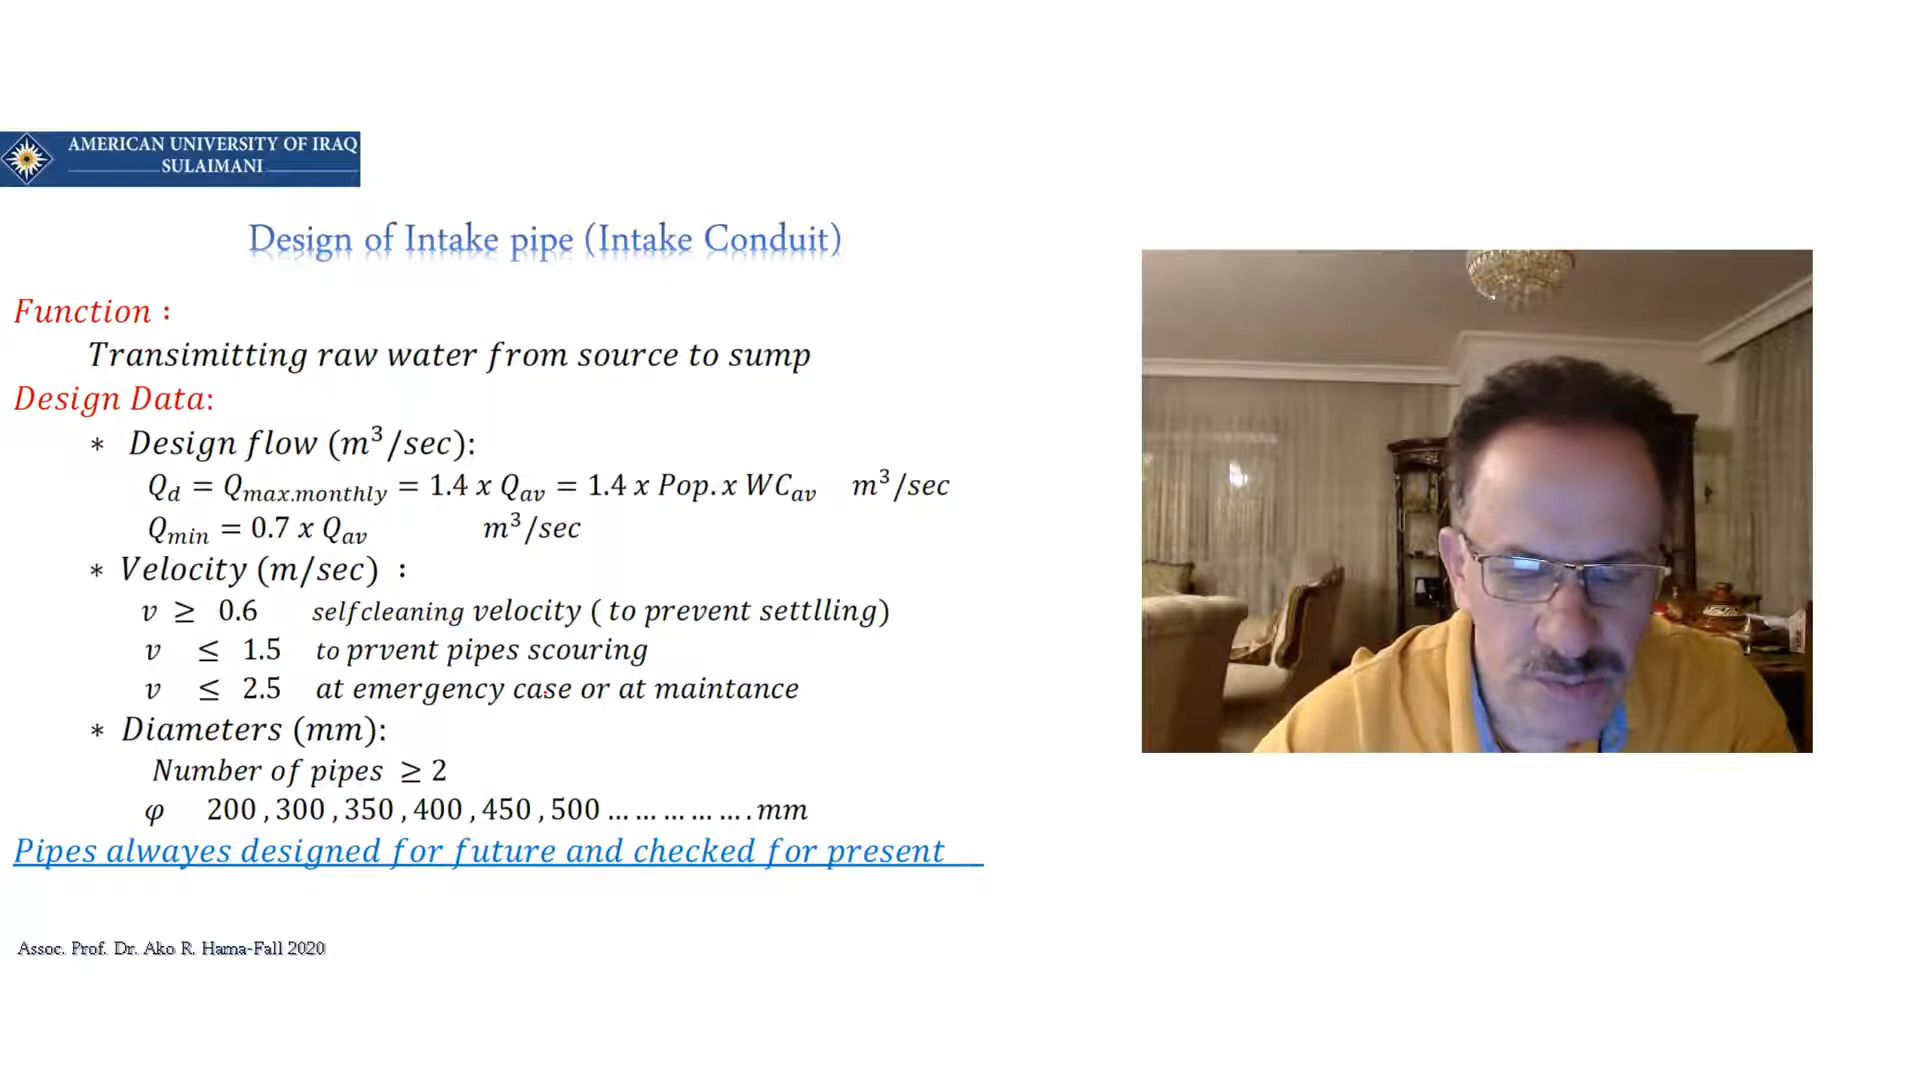 AMERICAN UNIVERSITY OF IRAQ
SULAIMANI
Design of Intake pipe (Intake Conduit)
Function :
Transimitting raw water from source to sump
Design Data:
* Design flow (m³/sec):
Q_d = Q_max.monthly = 1.4 x Q_av = 1.4 x Pop. x WC_av m³/sec
Q_min = 0.7 x Q_av m³/sec
* Velocity (m/sec) :
v ≥ 0.6 selfcleaning velocity ( to prevent settlling)
v ≤ 1.5 to prvent pipes scouring
v ≤ 2.5 at emergency case or at maintance
* Diameters (mm):
Number of pipes ≥ 2
φ 200 , 300 , 350 , 400 , 450 , 500 … … … … …. mm
Pipes alwayes designed for future and checked for present
Assoc. Prof. Dr. Ako R. Hama-Fall 2020